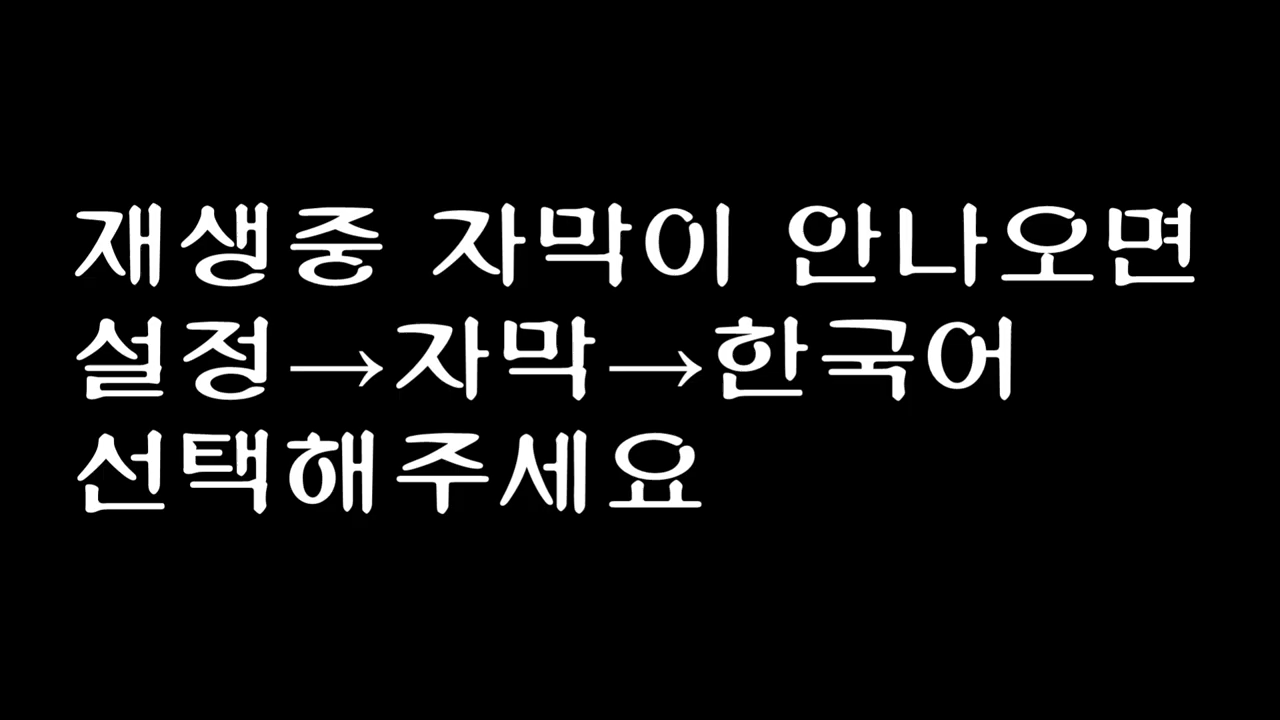 재생중 자막이 안나오면
설정→자막→한국어
선택해주세요